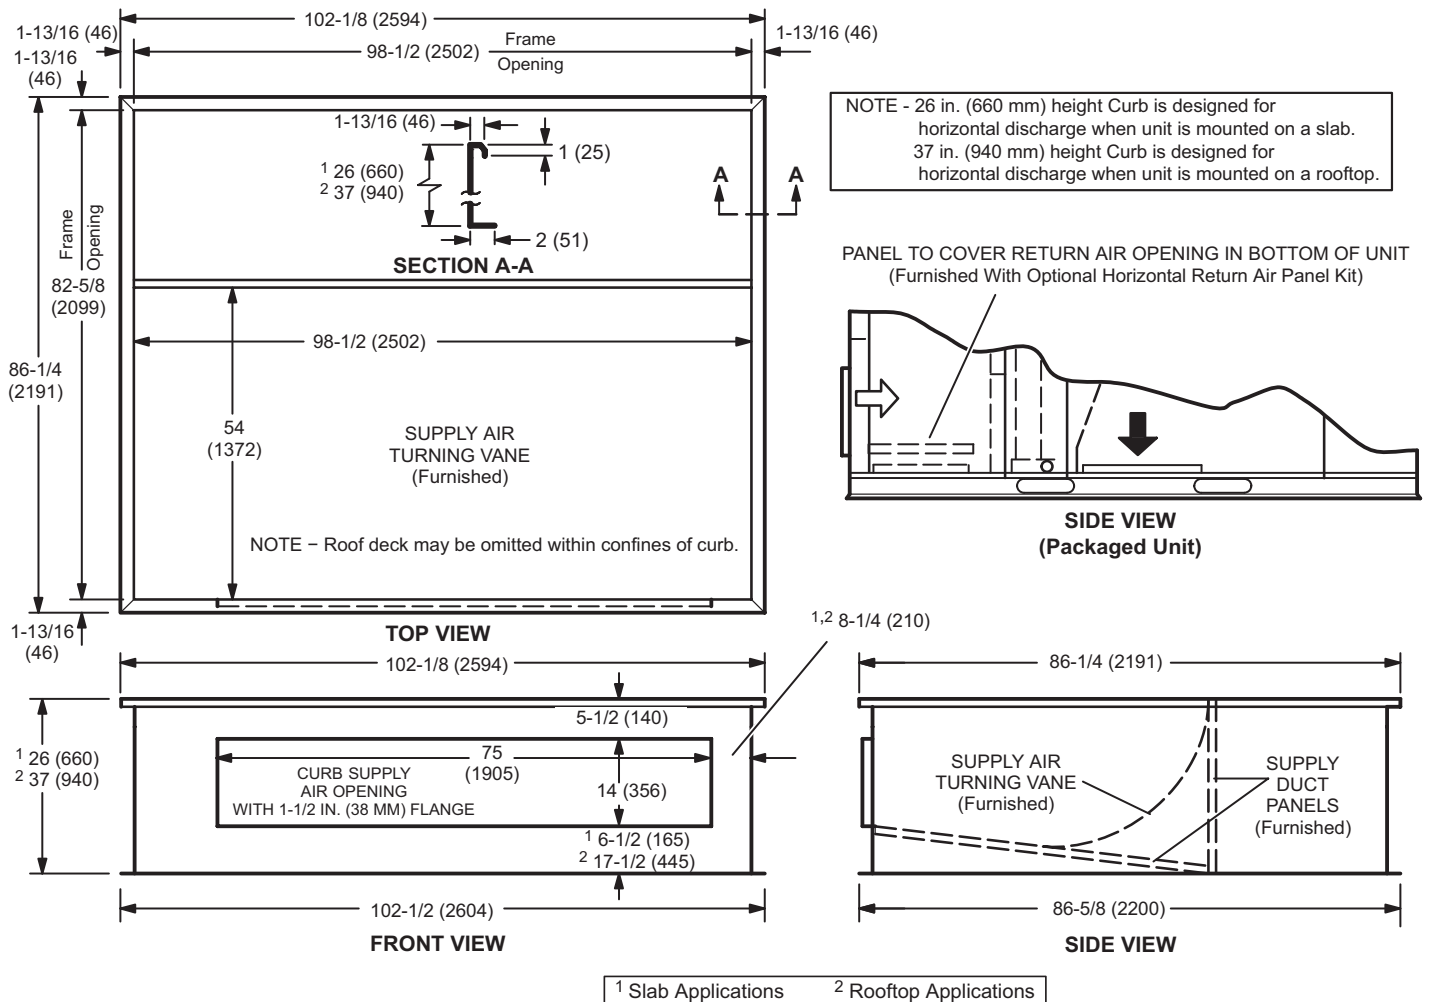 102-1/8 (2594)
1-13/16 (46)
98-1/2 (2502)
Frame
Opening
1-13/16 (46)
1-13/16
(46)
1-13/16 (46)
1 (25)
1 26 (660)
2 37 (940)
2 (51)
SECTION A-A
A
A
Frame
Opening
82-5/8
(2099)
86-1/4
(2191)
98-1/2 (2502)
54
(1372)
SUPPLY AIR
TURNING VANE
(Furnished)
NOTE – Roof deck may be omitted within confines of curb.
1-13/16
(46)
TOP VIEW
NOTE - 26 in. (660 mm) height Curb is designed for
horizontal discharge when unit is mounted on a slab.
37 in. (940 mm) height Curb is designed for
horizontal discharge when unit is mounted on a rooftop.
PANEL TO COVER RETURN AIR OPENING IN BOTTOM OF UNIT
(Furnished With Optional Horizontal Return Air Panel Kit)
SIDE VIEW
(Packaged Unit)
102-1/8 (2594)
1,2 8-1/4 (210)
5-1/2 (140)
1 26 (660)
2 37 (940)
75
(1905)
CURB SUPPLY
AIR OPENING
WITH 1-1/2 IN. (38 MM) FLANGE
14 (356)
1 6-1/2 (165)
2 17-1/2 (445)
102-1/2 (2604)
FRONT VIEW
86-1/4 (2191)
SUPPLY AIR
TURNING VANE
(Furnished)
SUPPLY
DUCT
PANELS
(Furnished)
86-5/8 (2200)
SIDE VIEW
1 Slab Applications 2 Rooftop Applications